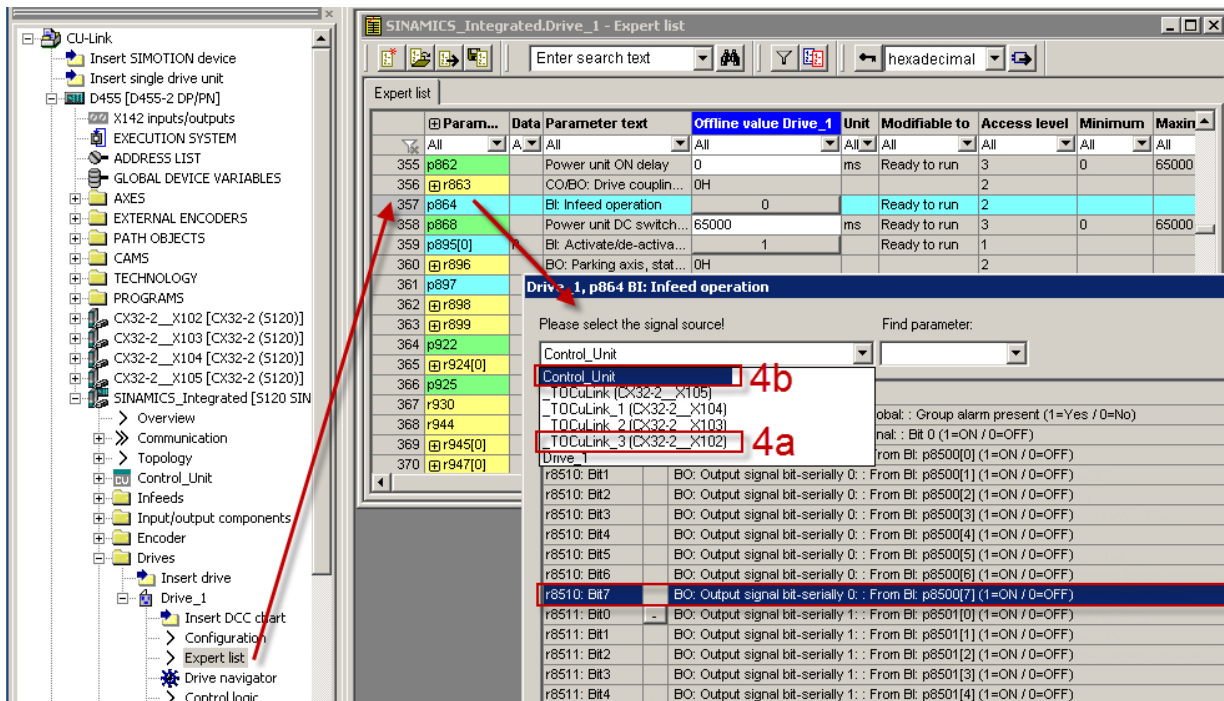 CU-Link
Insert SIMOTION device
Insert single drive unit
D455 [D455-2 DP/PN]
X142 inputs/outputs
EXECUTION SYSTEM
ADDRESS LIST
GLOBAL DEVICE VARIABLES
AXES
EXTERNAL ENCODERS
PATH OBJECTS
CAMS
TECHNOLOGY
PROGRAMS
CX32-2__X102 [CX32-2 (S120)]
CX32-2__X103 [CX32-2 (S120)]
CX32-2__X104 [CX32-2 (S120)]
CX32-2__X105 [CX32-2 (S120)]
SINAMICS_Integrated [S120 SIN
Overview
Communication
Topology
Control_Unit
Infeeds
Input/output components
Encoder
Drives
Insert drive
Drive_1
Insert DCC chart
Configuration
Expert list
Drive navigator
Control logic
SINAMICS_Integrated.Drive_1 - Expert list
Enter search text hexadecimal
Expert list
Param... Data Parameter text Offline value Drive_1 Unit Modifiable to Access level Minimum Maxin
All A All All All All All All All
355 p862 Power unit ON delay 0 ms Ready to run 3 0 65000
356 r863 CO/BO: Drive couplin... 0H 2
357 p864 BI: Infeed operation 0 Ready to run 2
358 p868 Power unit DC switch... 65000 ms Ready to run 3 0 65000
359 p895[0] BI: Activate/de-activa... 1 Ready to run 1
360 r896 BO: Parking axis, stat... 0H 2
361 p897
362 r898
363 r899
364 p922
365 r924[0]
366 p925
367 r930
368 r944
369 r945[0]
370 r947[0]
Drive_1, p864 BI: Infeed operation
Please select the signal source! Find parameter:
Control_Unit
Control_Unit 4b
_TOCuLink (CX32-2__X105)
_TOCuLink_1 (CX32-2__X104)
_TOCuLink_2 (CX32-2__X103)
_TOCuLink_3 (CX32-2__X102) 4a
Drive_1
obal: : Group alarm present (1=Yes / 0=No)
nal: : Bit 0 (1=ON / 0=OFF)
: From BI: p8500[0] (1=ON / 0=OFF)
r8510: Bit1 BO: Output signal bit-serially 0: : From BI: p8500[1] (1=ON / 0=OFF)
r8510: Bit2 BO: Output signal bit-serially 0: : From BI: p8500[2] (1=ON / 0=OFF)
r8510: Bit3 BO: Output signal bit-serially 0: : From BI: p8500[3] (1=ON / 0=OFF)
r8510: Bit4 BO: Output signal bit-serially 0: : From BI: p8500[4] (1=ON / 0=OFF)
r8510: Bit5 BO: Output signal bit-serially 0: : From BI: p8500[5] (1=ON / 0=OFF)
r8510: Bit6 BO: Output signal bit-serially 0: : From BI: p8500[6] (1=ON / 0=OFF)
r8510: Bit7 BO: Output signal bit-serially 0: : From BI: p8500[7] (1=ON / 0=OFF)
r8511: Bit0 - BO: Output signal bit-serially 1: : From BI: p8501[0] (1=ON / 0=OFF)
r8511: Bit1 BO: Output signal bit-serially 1: : From BI: p8501[1] (1=ON / 0=OFF)
r8511: Bit2 BO: Output signal bit-serially 1: : From BI: p8501[2] (1=ON / 0=OFF)
r8511: Bit3 BO: Output signal bit-serially 1: : From BI: p8501[3] (1=ON / 0=OFF)
r8511: Bit4 BO: Output signal bit-serially 1: : From BI: p8501[4] (1=ON / 0=OFF)